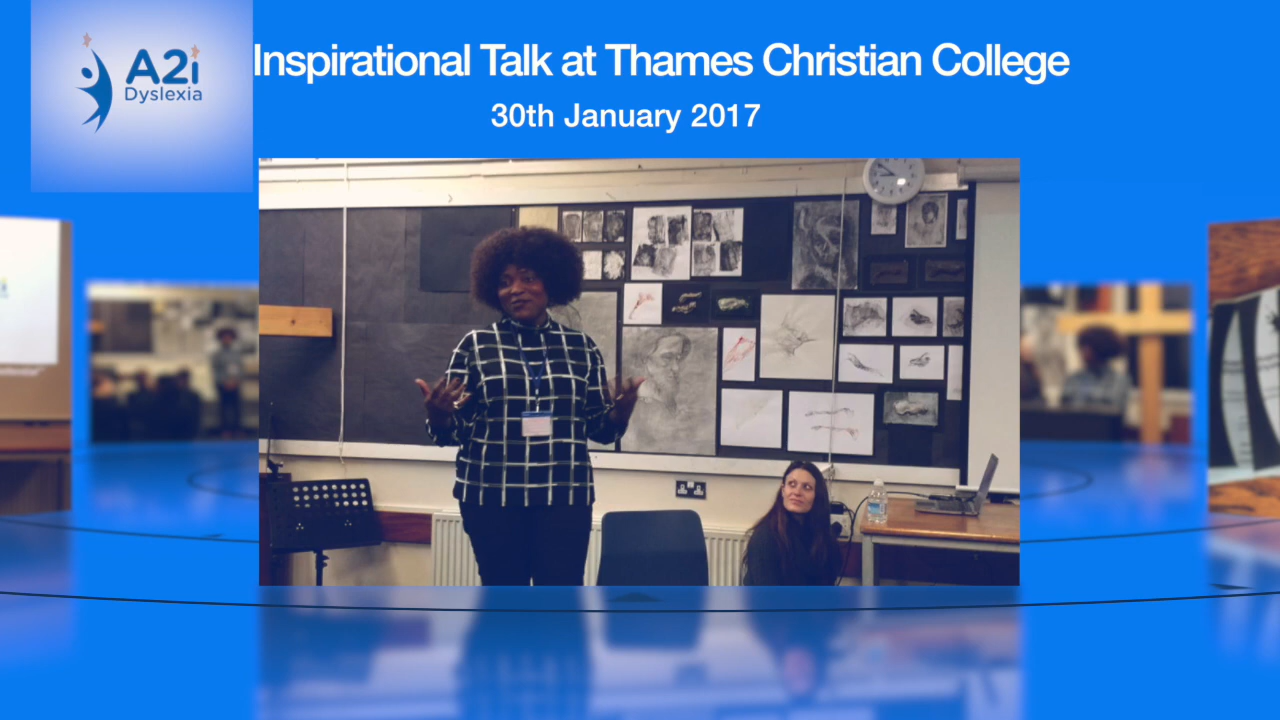 A2i
Dyslexia
Inspirational Talk at Thames Christian College
30th January 2017